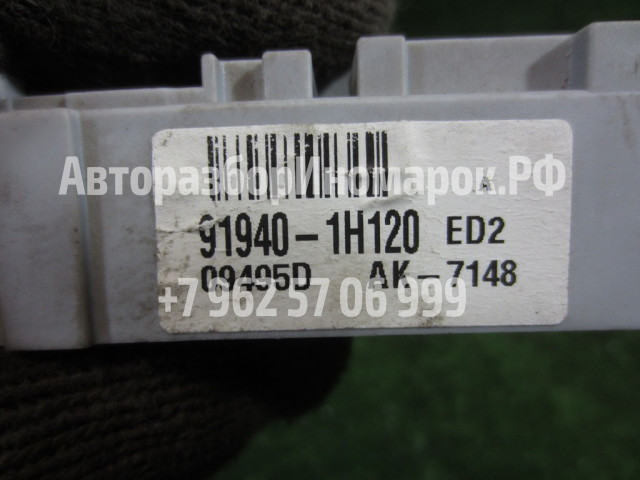 АвторазборИномарок.РФ
A
91940-1H120 ED2
09495D AK-7148
+7 962 57 06 999